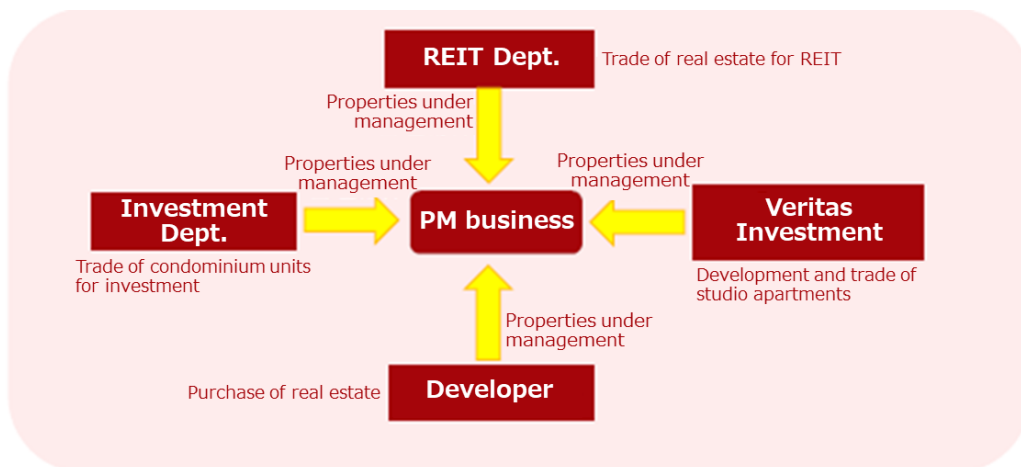 REIT Dept.
Trade of real estate for REIT
Properties under
management
Properties under
management
Properties under
management
Investment
Dept.
PM business
Veritas
Investment
Trade of condominium units
for investment
Development and trade of
studio apartments
Properties under
management
Purchase of real estate
Developer